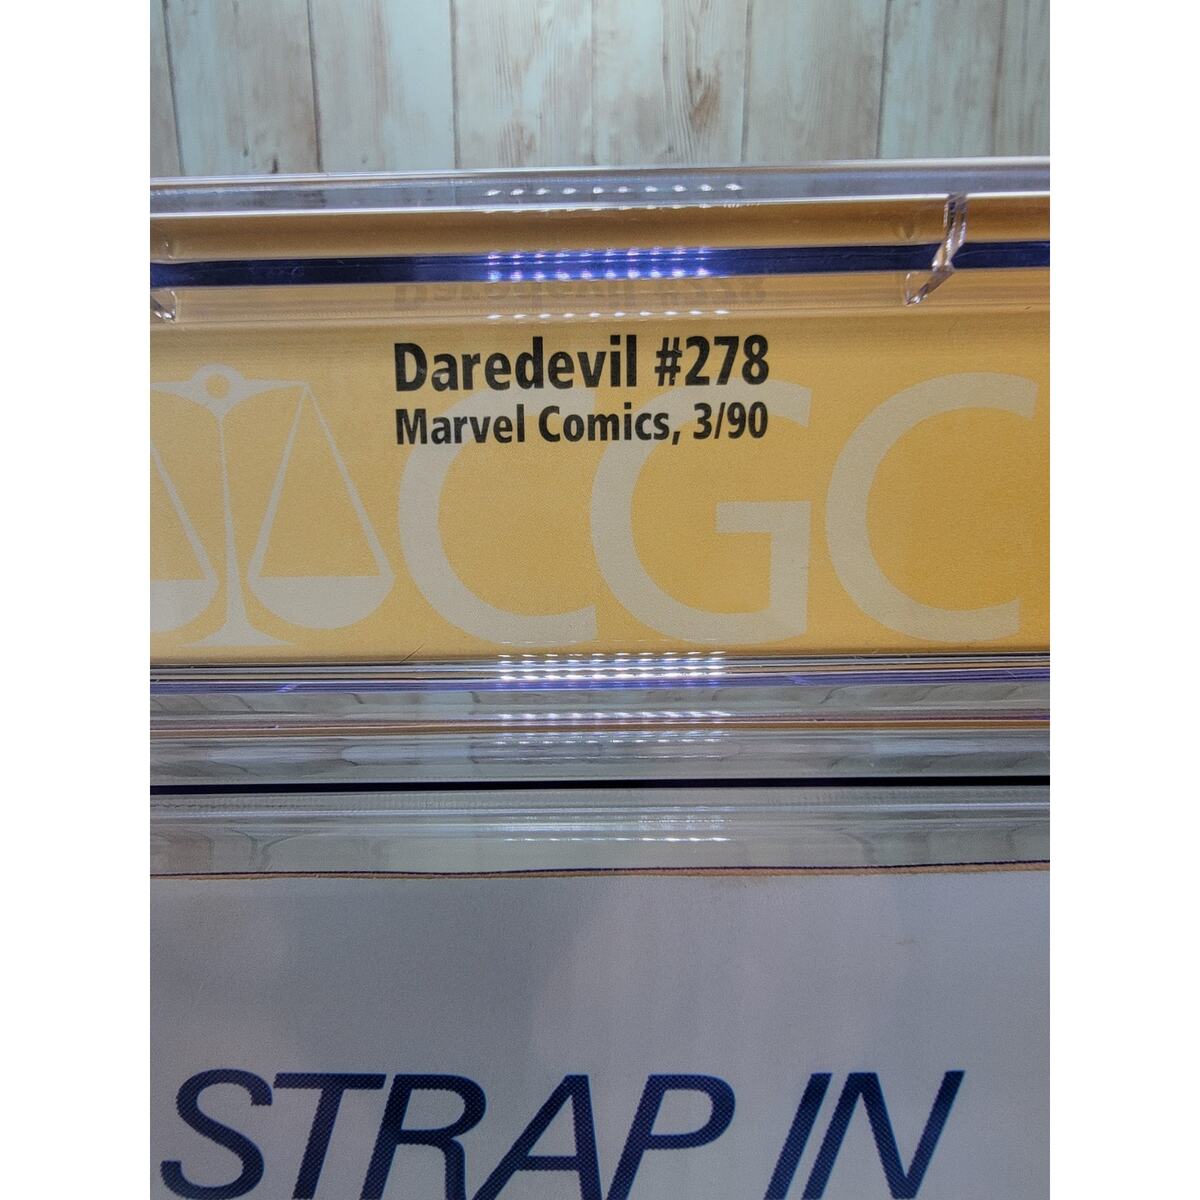 Daredevil #278
Marvel Comics, 3/90
CGC
STRAP IN